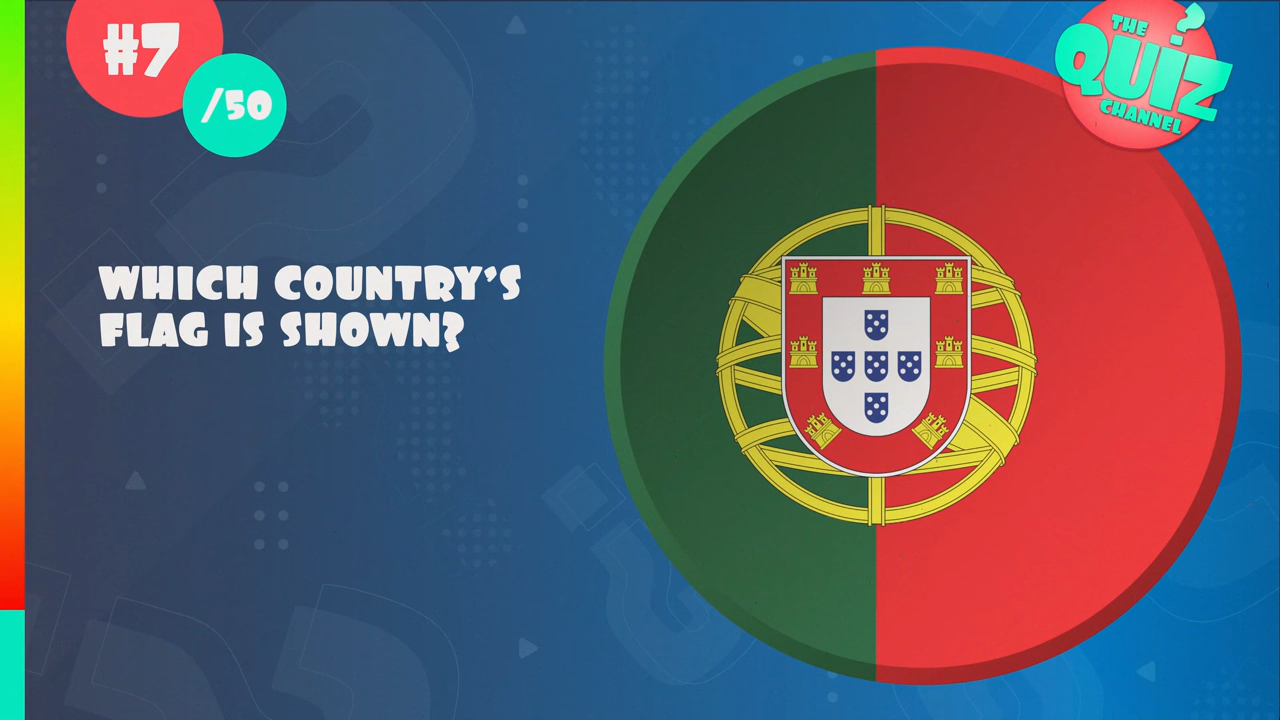 #7
/50
THE
QUIZ
CHANNEL
WHICH COUNTRY'S
FLAG IS SHOWN?